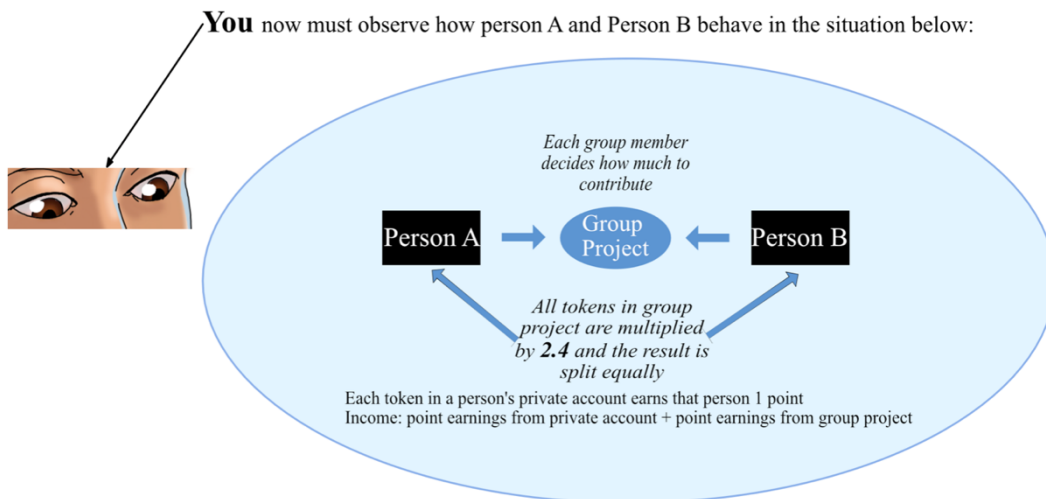 You now must observe how person A and Person B behave in the situation below:
Each group member
decides how much to
contribute
Person A
Group
Project
Person B
All tokens in group
project are multiplied
by 2.4 and the result is
split equally
Each token in a person's private account earns that person 1 point
Income: point earnings from private account + point earnings from group project